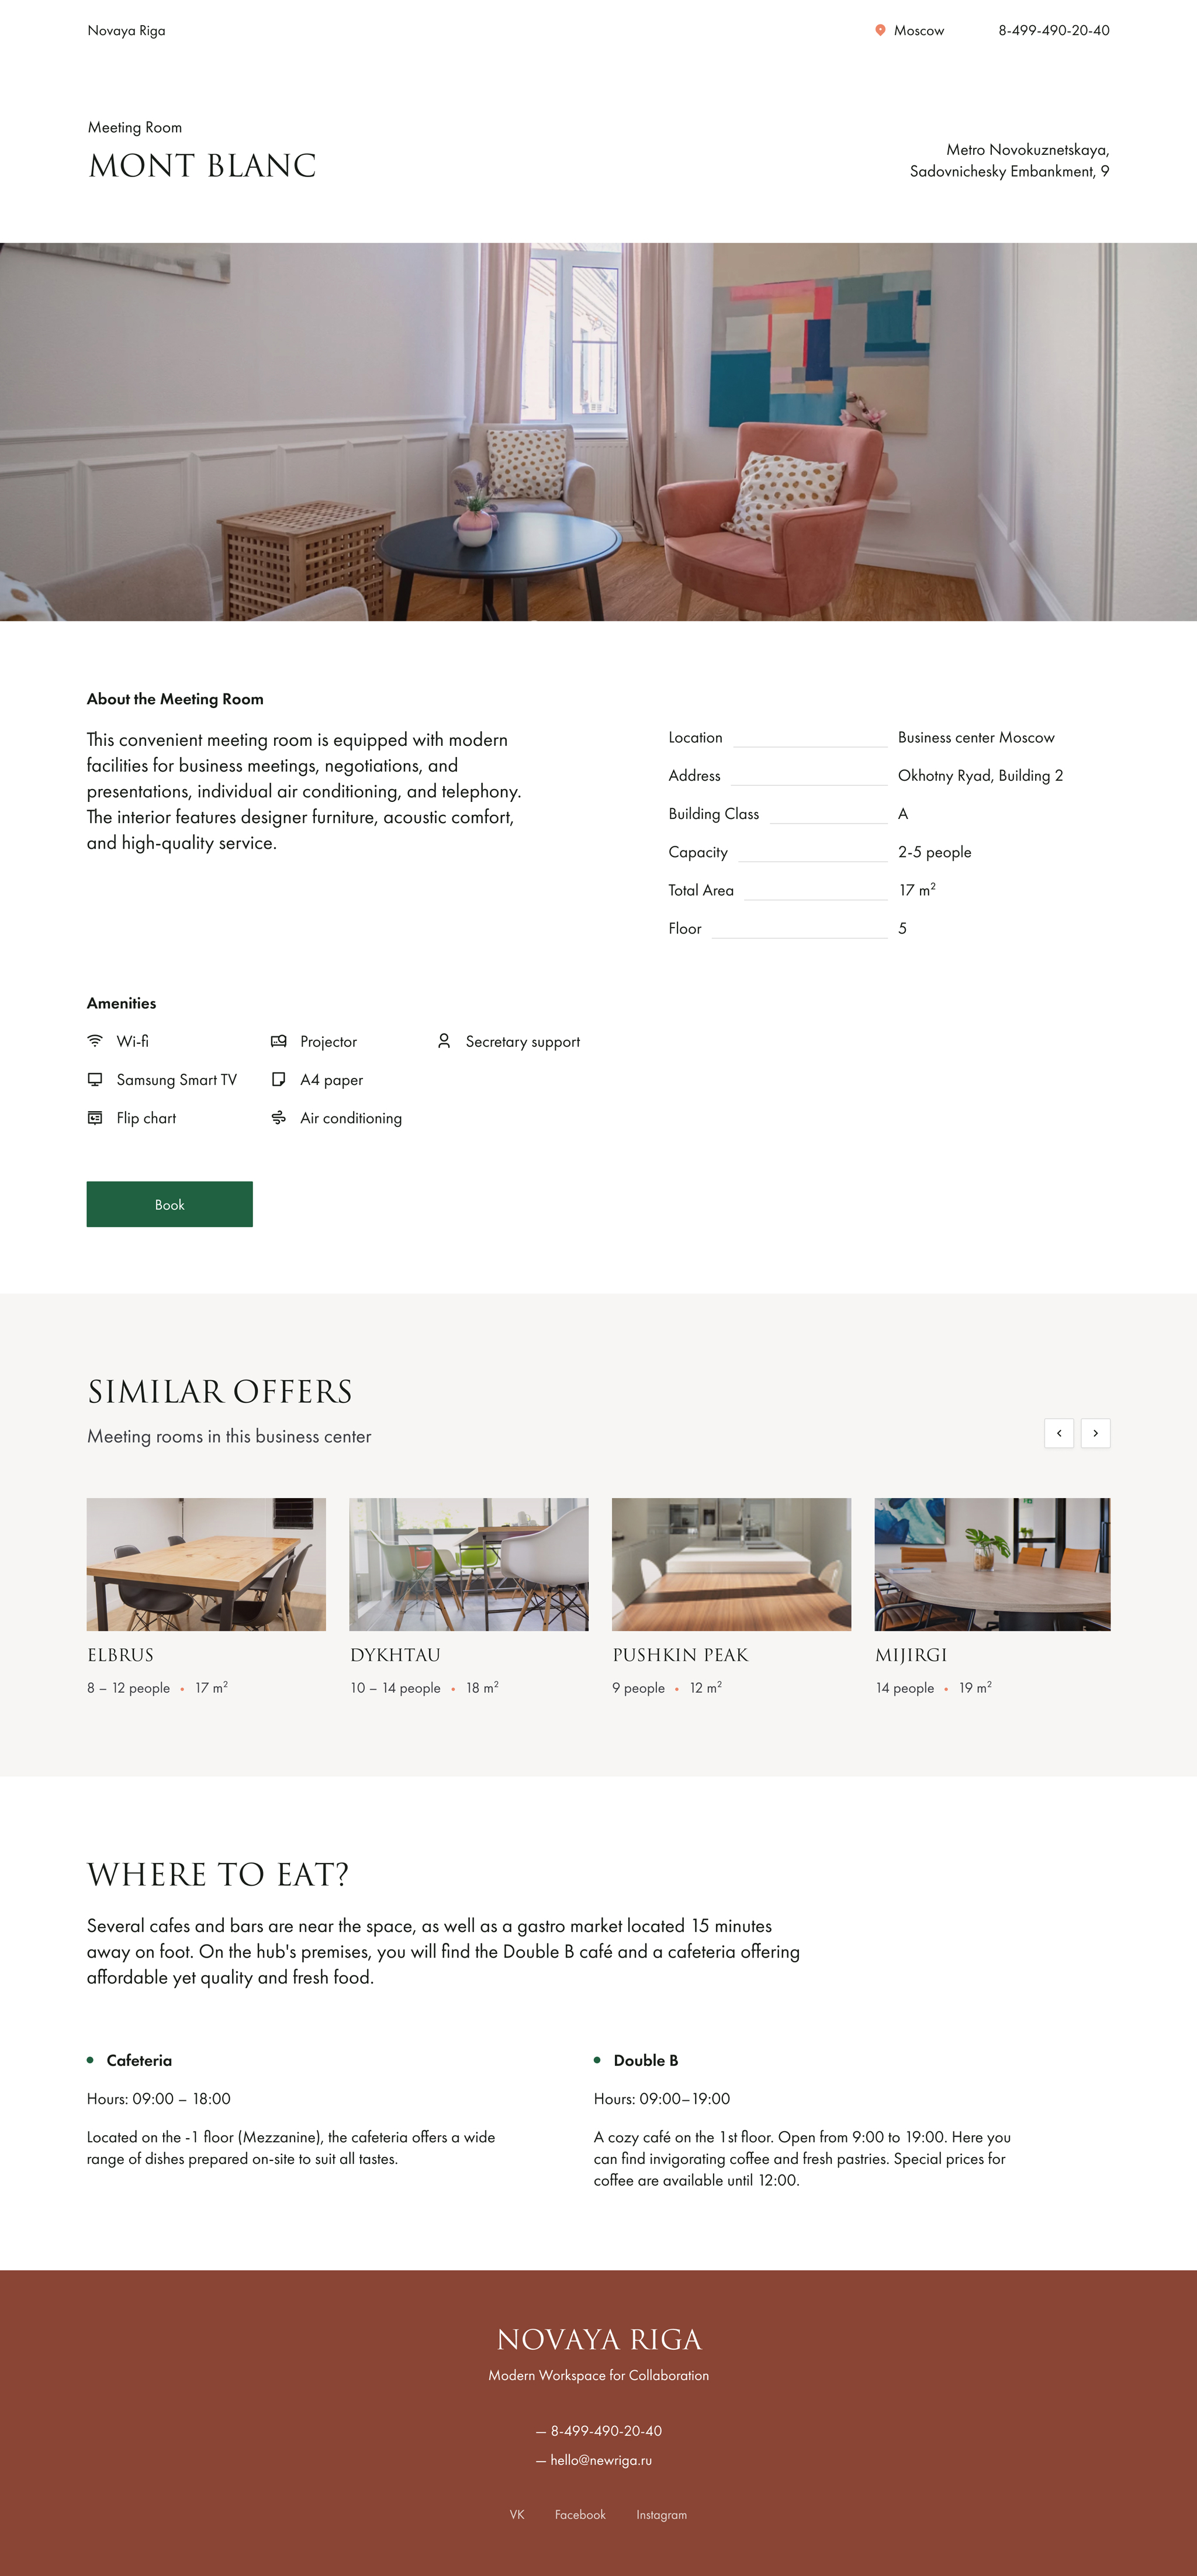 Novaya Riga
Moscow
8-499-490-20-40
Meeting Room
MONT BLANC
Metro Novokuznetskaya,
Sadovnichesky Embankment, 9
About the Meeting Room
This convenient meeting room is equipped with modern
facilities for business meetings, negotiations, and
presentations, individual air conditioning, and telephony.
The interior features designer furniture, acoustic comfort,
and high-quality service.
Location Business center Moscow
Address Okhotny Ryad, Building 2
Building Class A
Capacity 2-5 people
Total Area 17 m²
Floor 5
Amenities
Wi-fi
Samsung Smart TV
Flip chart
Projector
A4 paper
Air conditioning
Secretary support
Book
SIMILAR OFFERS
Meeting rooms in this business center
ELBRUS
8 – 12 people • 17 m²
DYKHTAU
10 – 14 people • 18 m²
PUSHKIN PEAK
9 people • 12 m²
MIJIRGI
14 people • 19 m²
WHERE TO EAT?
Several cafes and bars are near the space, as well as a gastro market located 15 minutes
away on foot. On the hub's premises, you will find the Double B café and a cafeteria offering
affordable yet quality and fresh food.
Cafeteria
Hours: 09:00 – 18:00
Located on the -1 floor (Mezzanine), the cafeteria offers a wide
range of dishes prepared on-site to suit all tastes.
Double B
Hours: 09:00–19:00
A cozy café on the 1st floor. Open from 9:00 to 19:00. Here you
can find invigorating coffee and fresh pastries. Special prices for
coffee are available until 12:00.
NOVAYA RIGA
Modern Workspace for Collaboration
— 8-499-490-20-40
— hello@newriga.ru
VK Facebook Instagram